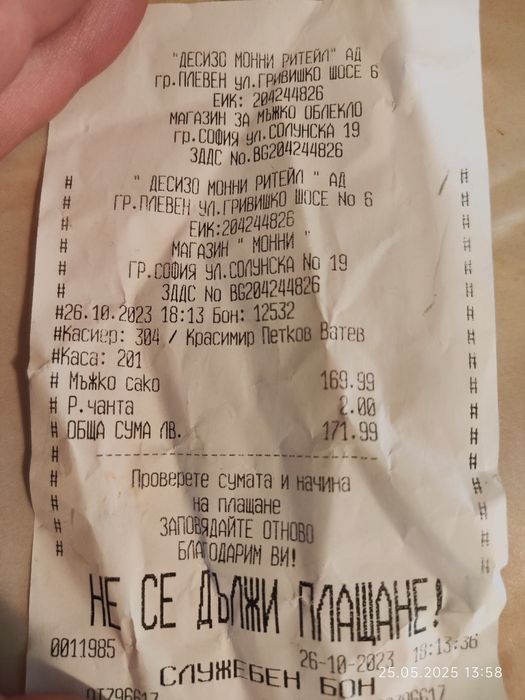 "ДЕСИЗО МОННИ РИТЕЙЛ" АД
гр.ПЛЕВЕН ул.ГРИВИШКО ШОСЕ 6
ЕИК: 204244826
МАГАЗИН ЗА МЪЖКО ОБЛЕКЛО
гр.СОФИЯ ул.СОЛУНСКА 19
ЗДДС No.BG204244826
# " ДЕСИЗО МОННИ РИТЕЙЛ " АД #
# ГР.ПЛЕВЕН УЛ.ГРИВИШКО ШОСЕ No 6 #
# ЕИК:204244826 #
# МАГАЗИН " МОННИ " #
# ГР.СОФИЯ УЛ.СОЛУНСКА No 19 #
# ЗДДС No BG204244826 #
#26.10.2023 18:13 Бон: 12532 #
#Касиер: 304 / Красимир Петков Ватев #
#Каса: 201 #
# Мъжко сако 169.99 #
# Р.чанта 2.00 #
# ОБЩА СУМА ЛВ. 171.99 #
# #
# Проверете сумата и начина #
# на плащане #
# ЗАПОВЯДАЙТЕ ОТНОВО #
# БЛАГОДАРИМ ВИ! #
НЕ СЕ ДЪЛЖИ ПЛАЩАНЕ!
0011985 26-10-2023 18:13:36
СЛУЖЕБЕН БОН
25.05.2025 13:58